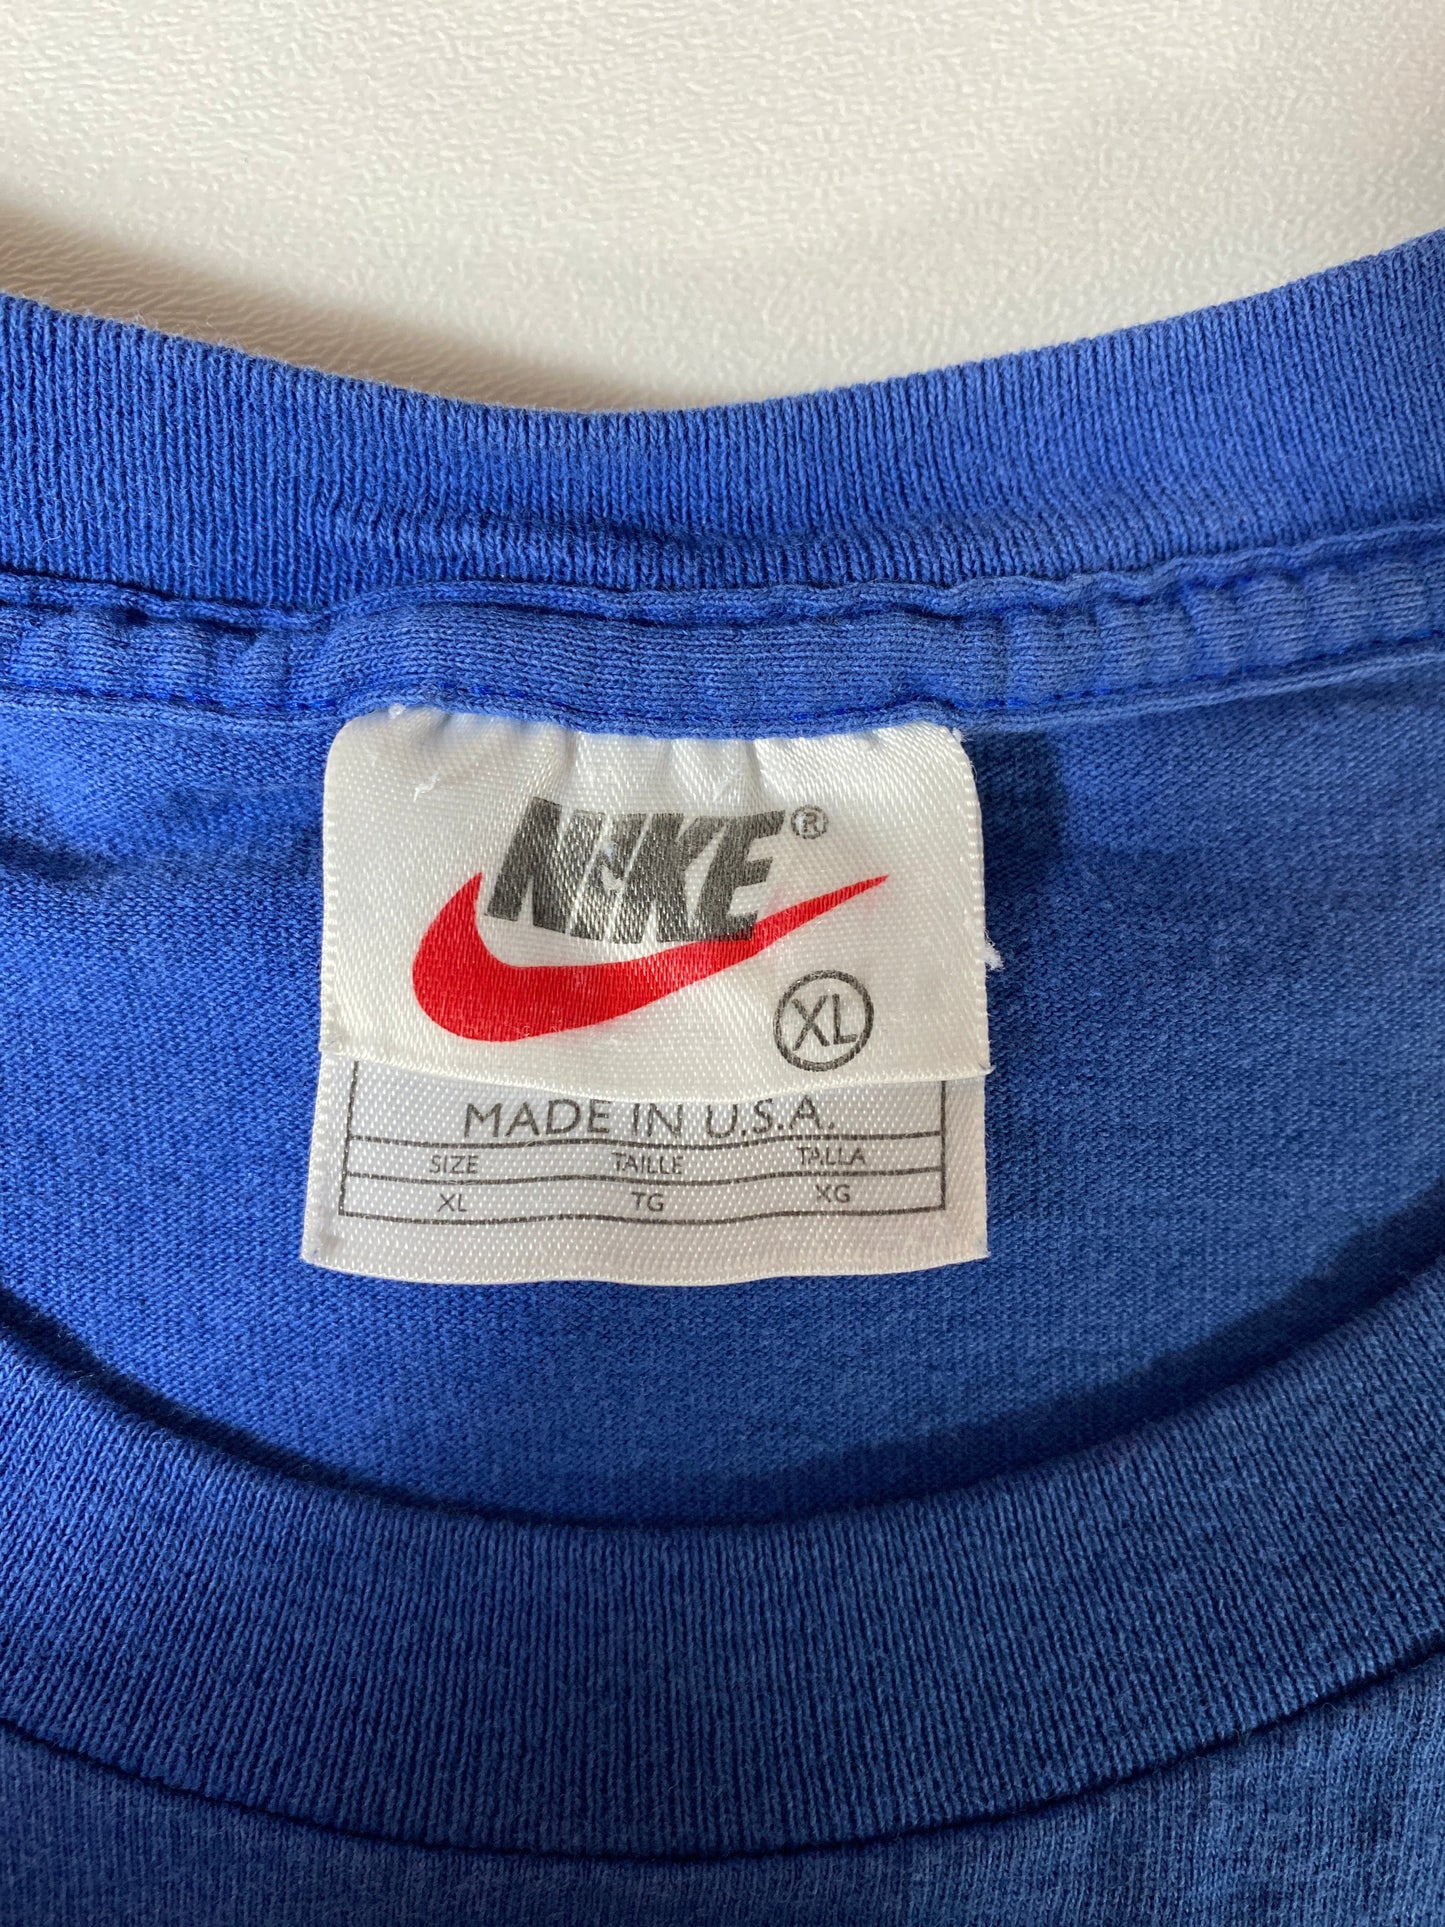 NIKE®
XL
MADE IN U.S.A.
SIZE TAILLE TALLA
XL TG XG